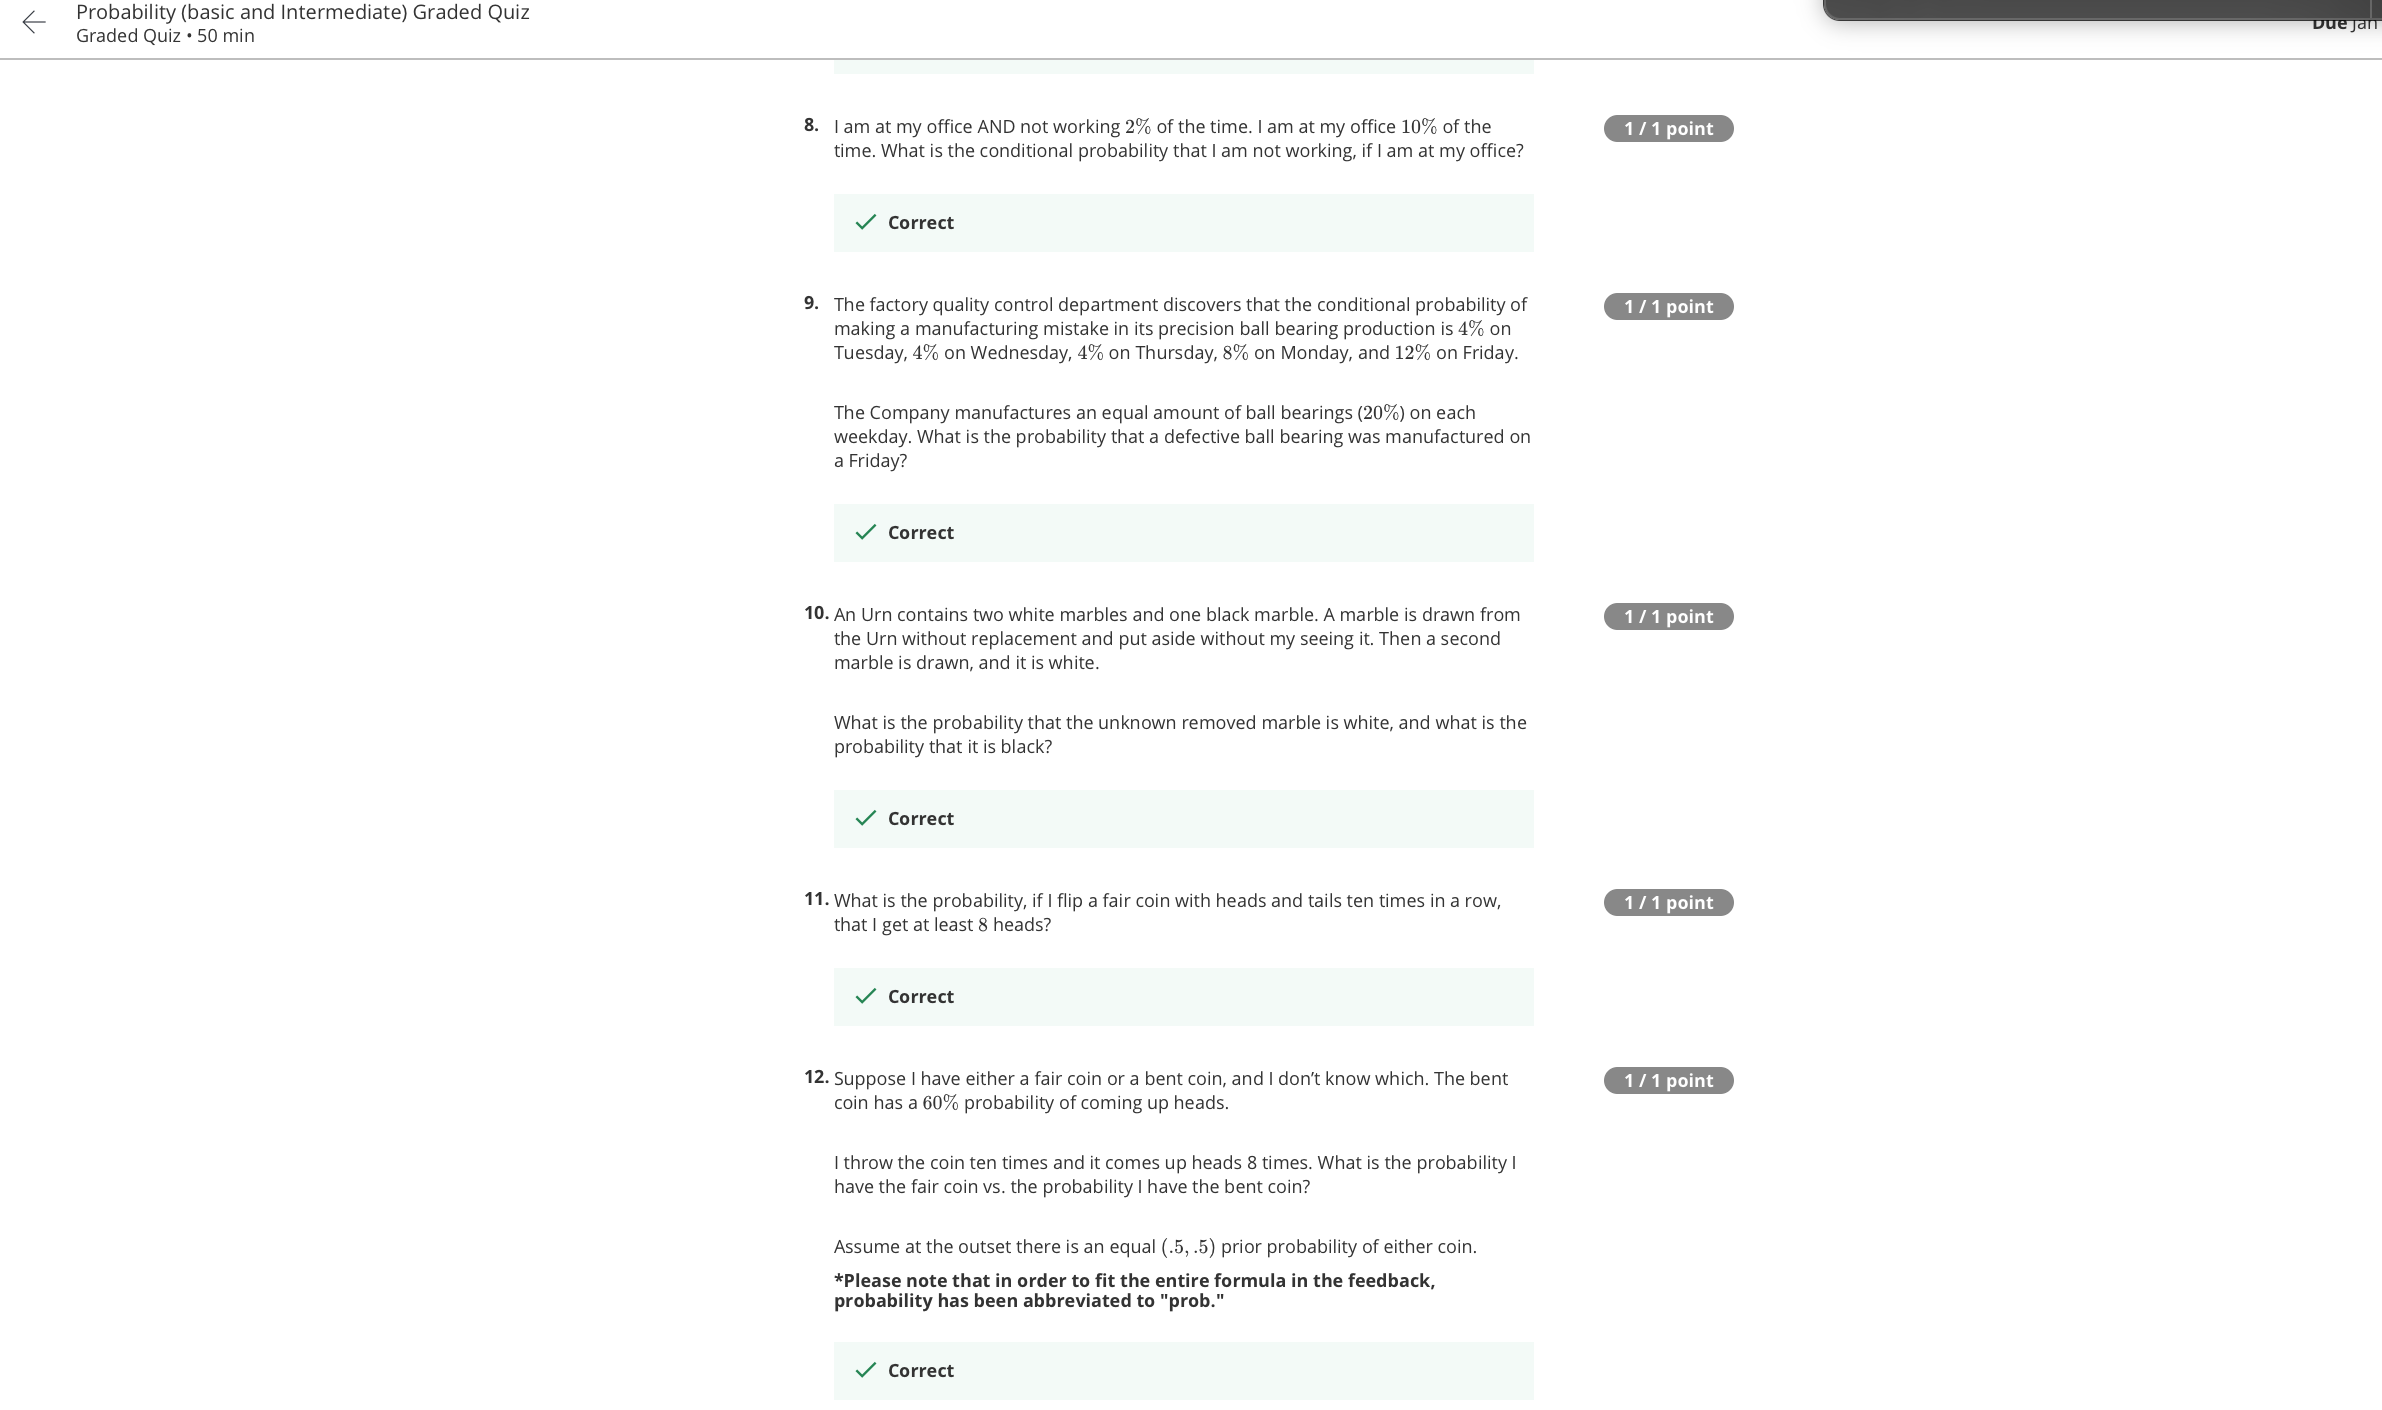 Probability (basic and Intermediate) Graded Quiz
Graded Quiz • 50 min
Due Jan
8. I am at my office AND not working 2% of the time. I am at my office 10% of the
time. What is the conditional probability that I am not working, if I am at my office?
1 / 1 point
Correct
9. The factory quality control department discovers that the conditional probability of
making a manufacturing mistake in its precision ball bearing production is 4% on
Tuesday, 4% on Wednesday, 4% on Thursday, 8% on Monday, and 12% on Friday.
1 / 1 point
The Company manufactures an equal amount of ball bearings (20%) on each
weekday. What is the probability that a defective ball bearing was manufactured on
a Friday?
Correct
10. An Urn contains two white marbles and one black marble. A marble is drawn from
the Urn without replacement and put aside without my seeing it. Then a second
marble is drawn, and it is white.
1 / 1 point
What is the probability that the unknown removed marble is white, and what is the
probability that it is black?
Correct
11. What is the probability, if I flip a fair coin with heads and tails ten times in a row,
that I get at least 8 heads?
1 / 1 point
Correct
12. Suppose I have either a fair coin or a bent coin, and I don’t know which. The bent
coin has a 60% probability of coming up heads.
1 / 1 point
I throw the coin ten times and it comes up heads 8 times. What is the probability I
have the fair coin vs. the probability I have the bent coin?
Assume at the outset there is an equal (.5, .5) prior probability of either coin.
*Please note that in order to fit the entire formula in the feedback,
probability has been abbreviated to "prob."
Correct